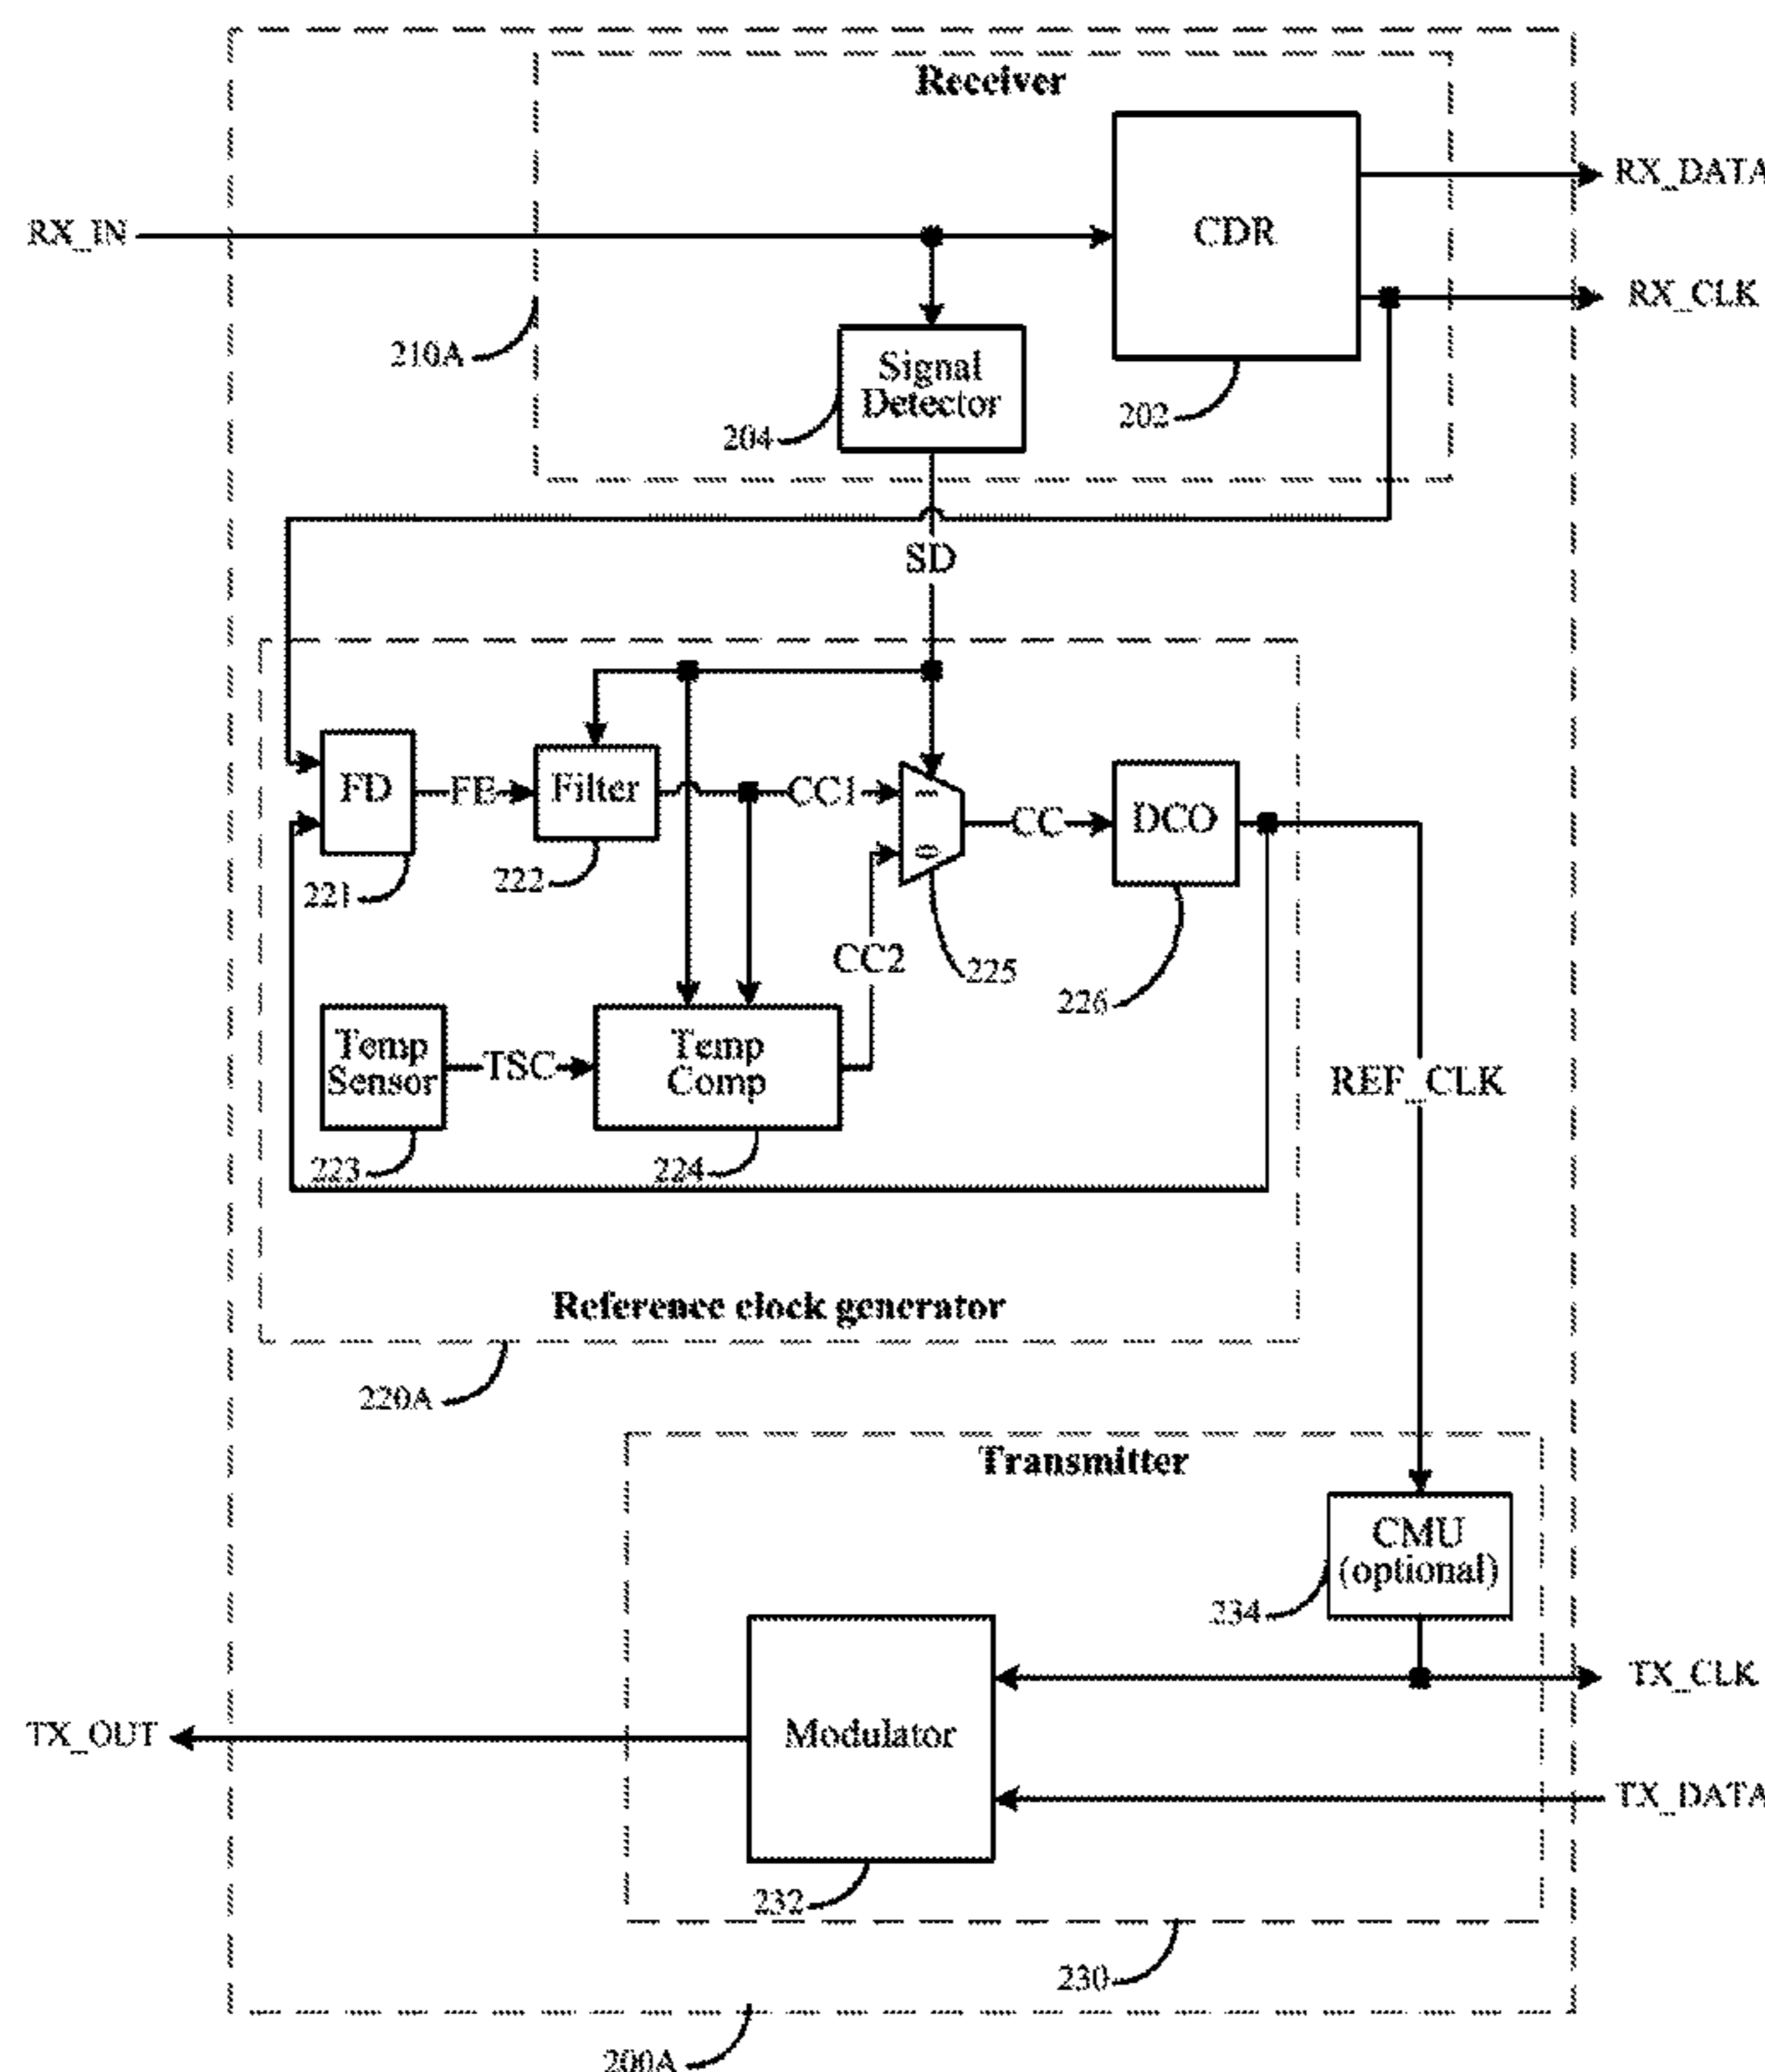 Receiver
RX_DATA
RX_IN
CDR
RX_CLK
210A
Signal
Detector
204
202
SD
FD
FE
Filter
CC1
1
0
CC
DCO
221
222
CC2
225
226
Temp
Sensor
TSC
Temp
Comp
REF_CLK
223
224
Reference clock generator
220A
Transmitter
CMU
(optional)
234
TX_CLK
TX_OUT
Modulator
TX_DATA
232
230
200A